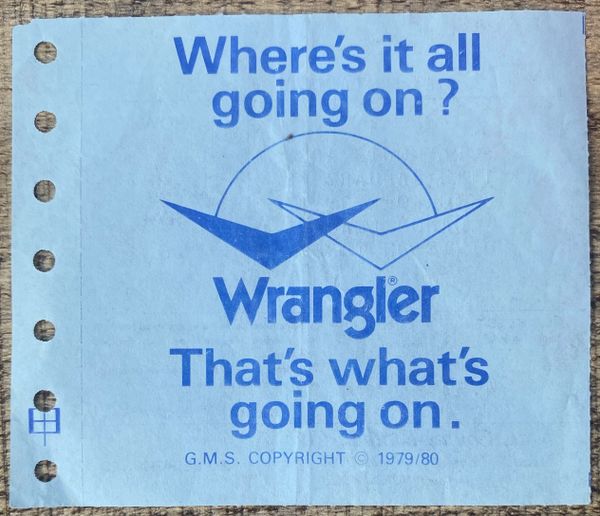 Where's it all
going on ?
Wrangler®
That's what's
going on.
G.M.S. COPYRIGHT © 1979/80